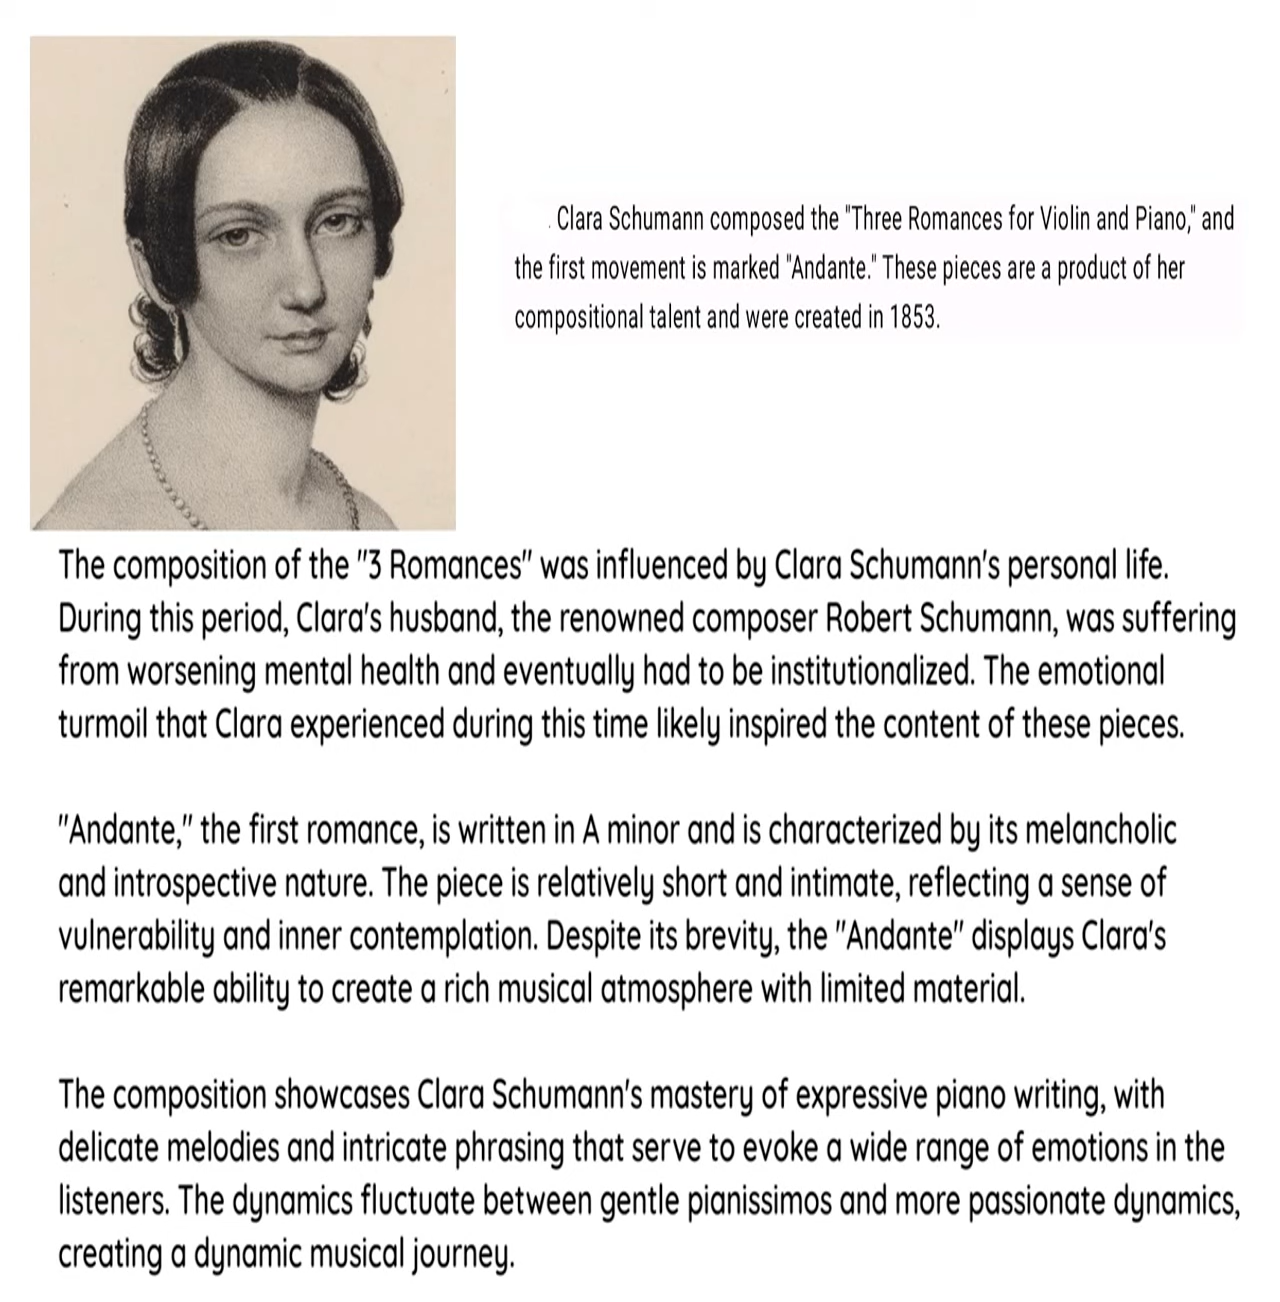 . Clara Schumann composed the "Three Romances for Violin and Piano," and
the first movement is marked "Andante." These pieces are a product of her
compositional talent and were created in 1853.
The composition of the "3 Romances" was influenced by Clara Schumann's personal life.
During this period, Clara's husband, the renowned composer Robert Schumann, was suffering
from worsening mental health and eventually had to be institutionalized. The emotional
turmoil that Clara experienced during this time likely inspired the content of these pieces.
"Andante," the first romance, is written in A minor and is characterized by its melancholic
and introspective nature. The piece is relatively short and intimate, reflecting a sense of
vulnerability and inner contemplation. Despite its brevity, the "Andante" displays Clara's
remarkable ability to create a rich musical atmosphere with limited material.
The composition showcases Clara Schumann's mastery of expressive piano writing, with
delicate melodies and intricate phrasing that serve to evoke a wide range of emotions in the
listeners. The dynamics fluctuate between gentle pianissimos and more passionate dynamics,
creating a dynamic musical journey.